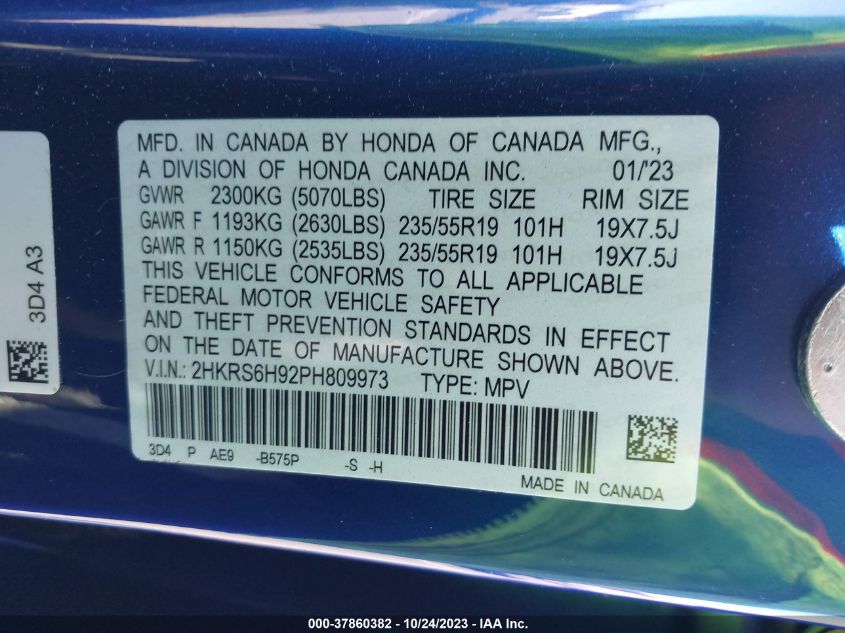 MFD. IN CANADA BY HONDA OF CANADA MFG.,
A DIVISION OF HONDA CANADA INC. 01/'23
GVWR 2300KG (5070LBS) TIRE SIZE RIM SIZE
GAWR F 1193KG (2630LBS) 235/55R19 101H 19X7.5J
GAWR R 1150KG (2535LBS) 235/55R19 101H 19X7.5J
THIS VEHICLE CONFORMS TO ALL APPLICABLE
FEDERAL MOTOR VEHICLE SAFETY
AND THEFT PREVENTION STANDARDS IN EFFECT
ON THE DATE OF MANUFACTURE SHOWN ABOVE.
V.I.N.: 2HKRS6H92PH809973 TYPE: MPV
3D4 P AE9 -B575P -S -H
MADE IN CANADA
3D4 A3
000-37860382 - 10/24/2023 - IAA Inc.